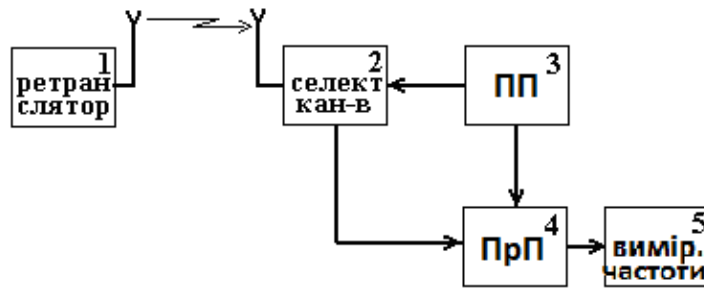 1
ретран
слятор
2
селект
кан-в
3
ПП
4
ПрП
5
вимір.
частоти